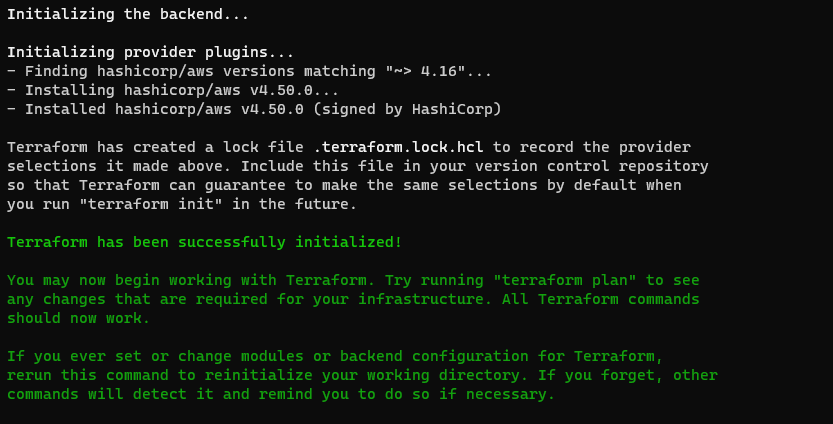 Initializing the backend...
Initializing provider plugins...
- Finding hashicorp/aws versions matching "~> 4.16"...
- Installing hashicorp/aws v4.50.0...
- Installed hashicorp/aws v4.50.0 (signed by HashiCorp)
Terraform has created a lock file .terraform.lock.hcl to record the provider
selections it made above. Include this file in your version control repository
so that Terraform can guarantee to make the same selections by default when
you run "terraform init" in the future.
Terraform has been successfully initialized!
You may now begin working with Terraform. Try running "terraform plan" to see
any changes that are required for your infrastructure. All Terraform commands
should now work.
If you ever set or change modules or backend configuration for Terraform,
rerun this command to reinitialize your working directory. If you forget, other
commands will detect it and remind you to do so if necessary.